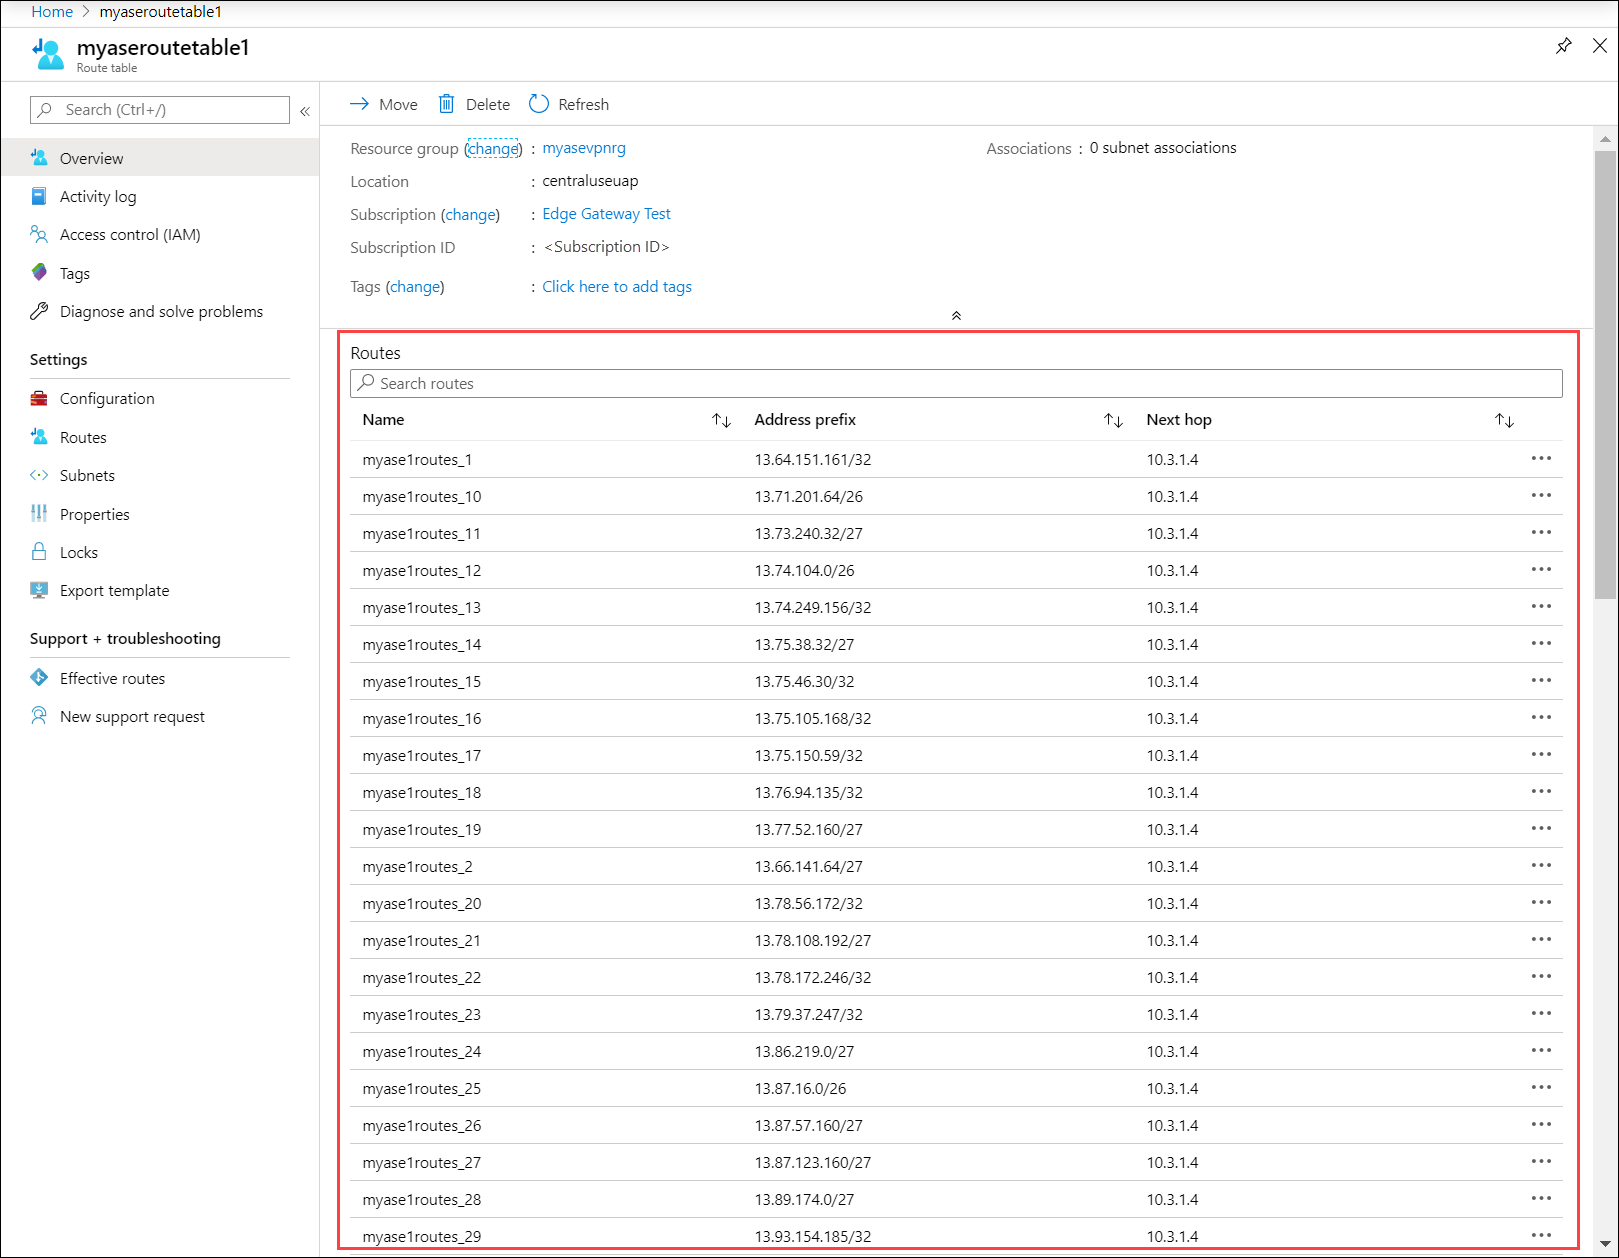 Home > myaseroutetable1
myaseroutetable1
Route table
Search (Ctrl+/)
«
Overview
Activity log
Access control (IAM)
Tags
Diagnose and solve problems
Settings
Configuration
Routes
Subnets
Properties
Locks
Export template
Support + troubleshooting
Effective routes
New support request
Move Delete Refresh
Resource group (change) : myasevpnrg
Location : centraluseuap
Subscription (change) : Edge Gateway Test
Subscription ID : <Subscription ID>
Tags (change) : Click here to add tags
Associations : 0 subnet associations
Routes
Search routes
Name Address prefix Next hop
myase1routes_1 13.64.151.161/32 10.3.1.4
myase1routes_10 13.71.201.64/26 10.3.1.4
myase1routes_11 13.73.240.32/27 10.3.1.4
myase1routes_12 13.74.104.0/26 10.3.1.4
myase1routes_13 13.74.249.156/32 10.3.1.4
myase1routes_14 13.75.38.32/27 10.3.1.4
myase1routes_15 13.75.46.30/32 10.3.1.4
myase1routes_16 13.75.105.168/32 10.3.1.4
myase1routes_17 13.75.150.59/32 10.3.1.4
myase1routes_18 13.76.94.135/32 10.3.1.4
myase1routes_19 13.77.52.160/27 10.3.1.4
myase1routes_2 13.66.141.64/27 10.3.1.4
myase1routes_20 13.78.56.172/32 10.3.1.4
myase1routes_21 13.78.108.192/27 10.3.1.4
myase1routes_22 13.78.172.246/32 10.3.1.4
myase1routes_23 13.79.37.247/32 10.3.1.4
myase1routes_24 13.86.219.0/27 10.3.1.4
myase1routes_25 13.87.16.0/26 10.3.1.4
myase1routes_26 13.87.57.160/27 10.3.1.4
myase1routes_27 13.87.123.160/27 10.3.1.4
myase1routes_28 13.89.174.0/27 10.3.1.4
myase1routes_29 13.93.154.185/32 10.3.1.4